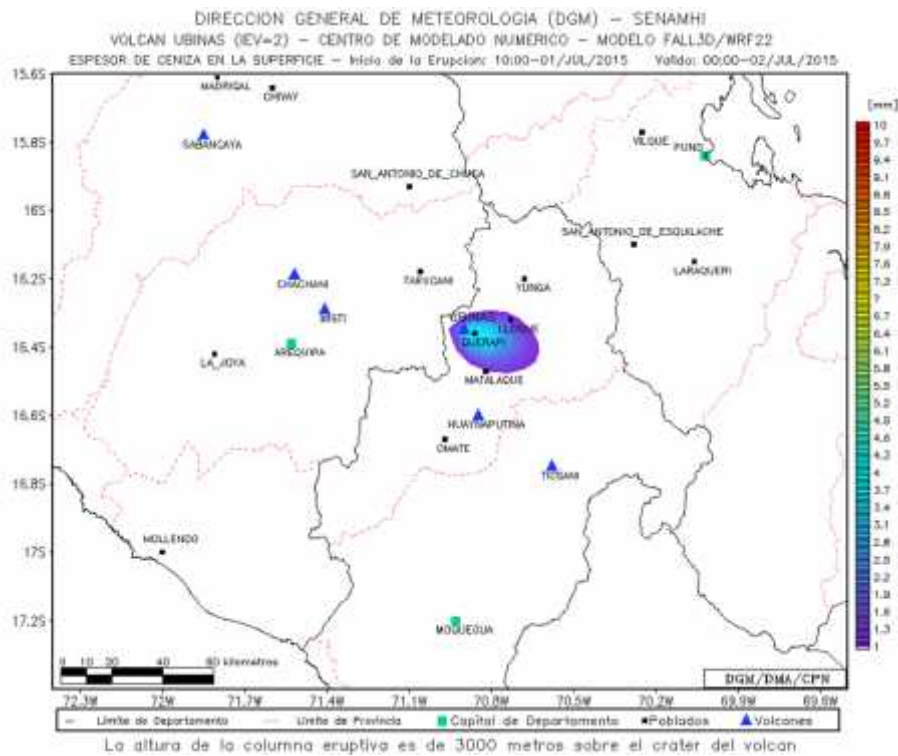 DIRECCION GENERAL DE METEOROLOGIA (DGM) – SENAMHI
VOLCAN UBINAS (IEV=2) – CENTRO DE MODELADO NUMERICO – MODELO FALL3D/WRF22
ESPESOR DE CENIZA EN LA SUPERFICIE – Inicio de la Erupcion: 10:00–01/JUL/2015 Valido: 00:00–02/JUL/2015
15.6S
MADRIGAL
CHIVAY
[mm]
10
9.7
9.4
9.1
8.8
8.5
8.2
7.9
7.6
7.3
7
6.7
6.4
6.1
5.8
5.5
5.2
4.9
4.6
4.3
4
3.7
3.4
3.1
2.8
2.5
2.2
1.9
1.6
1.3
1
15.8S
SABANCAYA
VILQUE
PUNO
SAN_ANTONIO_DE_CHUCA
16S
SAN_ANTONIO_DE_ESQUILACHE
LARAQUERI
16.2S
CHACHANI
YUNGA
MISTI
UBINAS
QUERAPI
16.4S
AREQUIPA
LA_JOYA
MATALAQUE
16.6S
HUAYNAPUTINA
OMATE
TICSANI
16.8S
MOLLENDO
17S
17.2S
MOQUEGUA
0 10 20 40 60 kilometros
DGM/DMA/CPN
72.3W 72W 71.7W 71.4W 71.1W 70.8W 70.5W 70.2W 69.9W 69.6W
Limite de Departamento Limite de Provincia Capital de Departamento Poblados Volcanes
La altura de la columna eruptiva es de 3000 metros sobre el crater del volcan